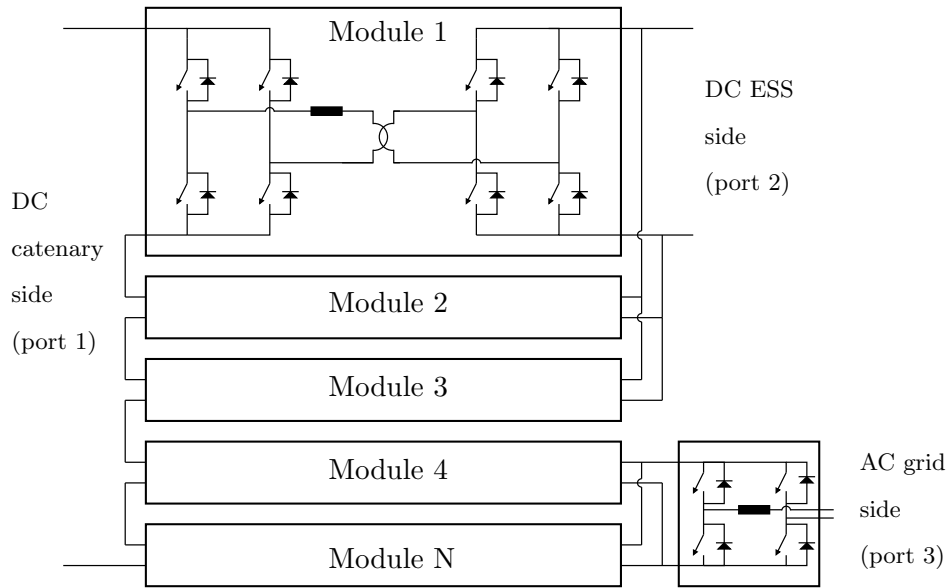 Module 1
DC ESS
side
(port 2)
DC
catenary
side
(port 1)
Module 2
Module 3
Module 4
Module N
AC grid
side
(port 3)